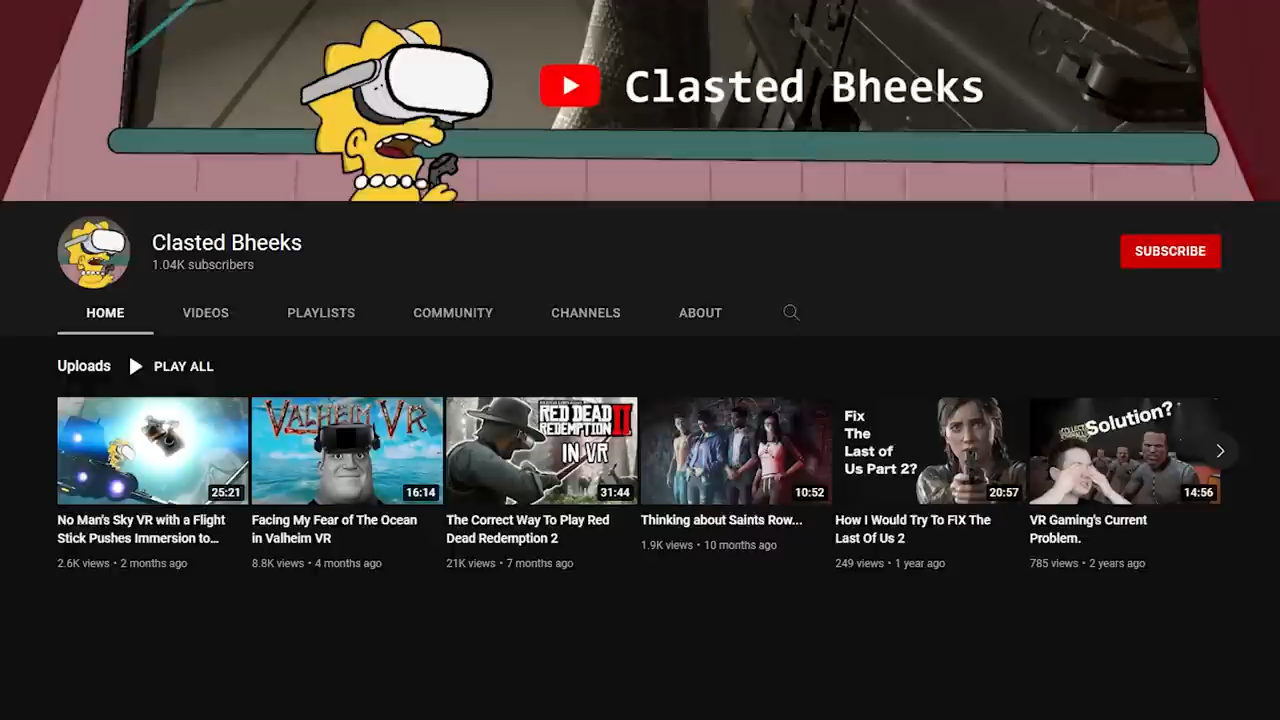 Clasted Bheeks
Clasted Bheeks
1.04K subscribers
SUBSCRIBE
HOME VIDEOS PLAYLISTS COMMUNITY CHANNELS ABOUT
Uploads PLAY ALL
25:21
VALHEIM VR
16:14
RED DEAD
REDEMPTION II
IN VR
31:44
10:52
Fix
The
Last of
Us Part 2?
20:57
Solution?
14:56
No Man's Sky VR with a Flight
Stick Pushes Immersion to...
2.6K views • 2 months ago
Facing My Fear of The Ocean
in Valheim VR
8.8K views • 4 months ago
The Correct Way To Play Red
Dead Redemption 2
21K views • 7 months ago
Thinking about Saints Row...
1.9K views • 10 months ago
How I Would Try To FIX The
Last Of Us 2
249 views • 1 year ago
VR Gaming's Current
Problem.
785 views • 2 years ago